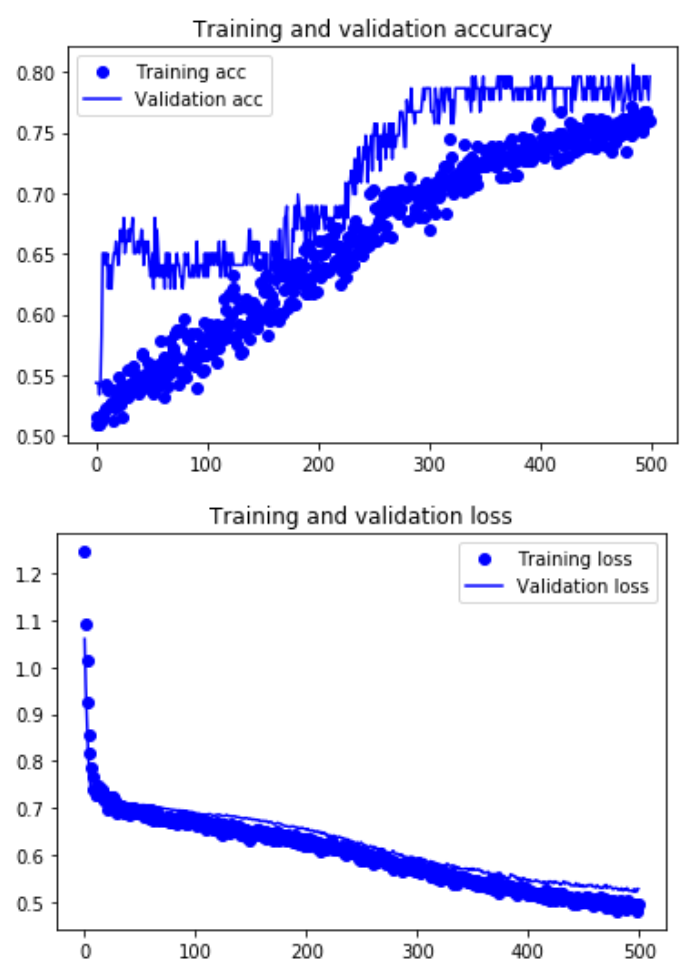 Training and validation accuracy
Training acc
Validation acc
0.80
0.75
0.70
0.65
0.60
0.55
0.50
0 100 200 300 400 500
Training and validation loss
Training loss
Validation loss
1.2
1.1
1.0
0.9
0.8
0.7
0.6
0.5
0 100 200 300 400 500